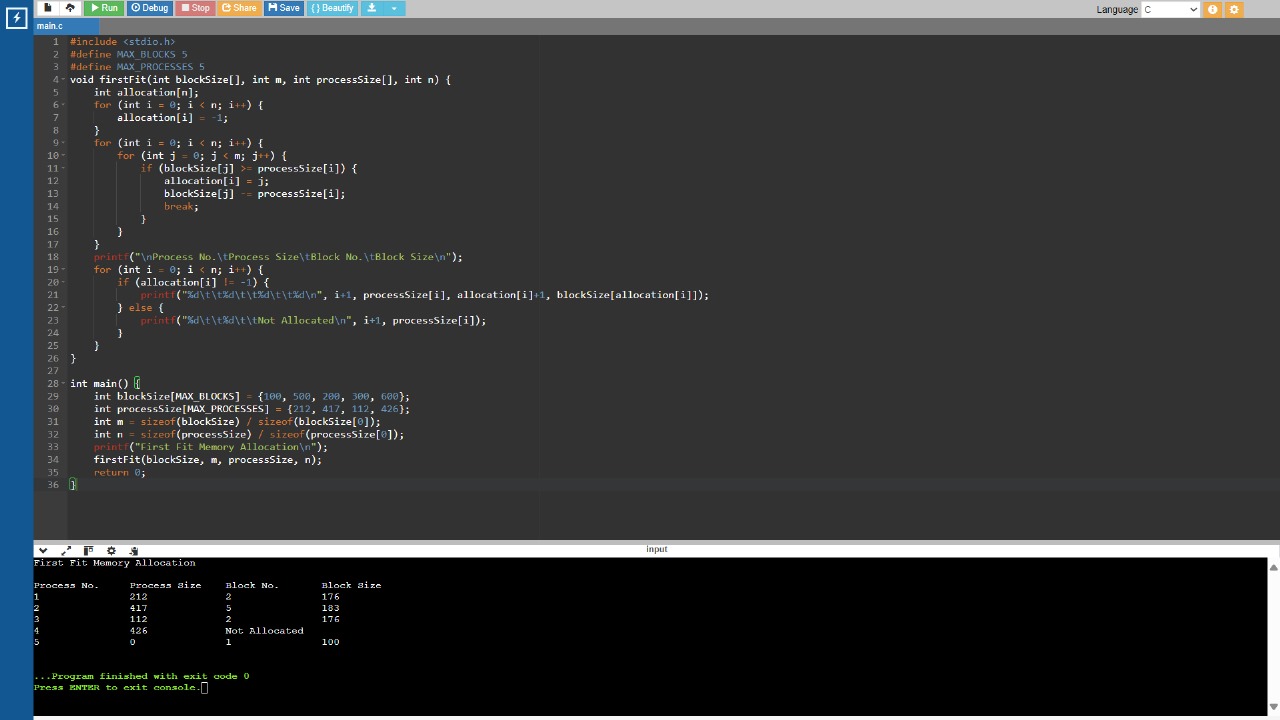 Run Debug Stop Share Save { } Beautify Language C
main.c
1 #include <stdio.h>
2 #define MAX_BLOCKS 5
3 #define MAX_PROCESSES 5
4 void firstFit(int blockSize[], int m, int processSize[], int n) {
5 int allocation[n];
6 for (int i = 0; i < n; i++) {
7 allocation[i] = -1;
8 }
9 for (int i = 0; i < n; i++) {
10 for (int j = 0; j < m; j++) {
11 if (blockSize[j] >= processSize[i]) {
12 allocation[i] = j;
13 blockSize[j] -= processSize[i];
14 break;
15 }
16 }
17 }
18 printf("\nProcess No.\tProcess Size\tBlock No.\tBlock Size\n");
19 for (int i = 0; i < n; i++) {
20 if (allocation[i] != -1) {
21 printf("%d\t\t%d\t\t%d\t\t%d\n", i+1, processSize[i], allocation[i]+1, blockSize[allocation[i]]);
22 } else {
23 printf("%d\t\t%d\t\tNot Allocated\n", i+1, processSize[i]);
24 }
25 }
26 }
27
28 int main() {
29 int blockSize[MAX_BLOCKS] = {100, 500, 200, 300, 600};
30 int processSize[MAX_PROCESSES] = {212, 417, 112, 426};
31 int m = sizeof(blockSize) / sizeof(blockSize[0]);
32 int n = sizeof(processSize) / sizeof(processSize[0]);
33 printf("First Fit Memory Allocation\n");
34 firstFit(blockSize, m, processSize, n);
35 return 0;
36 }
input
First Fit Memory Allocation
Process No. Process Size Block No. Block Size
1 212 2 176
2 417 5 183
3 112 2 176
4 426 Not Allocated
5 0 1 100
...Program finished with exit code 0
Press ENTER to exit console.